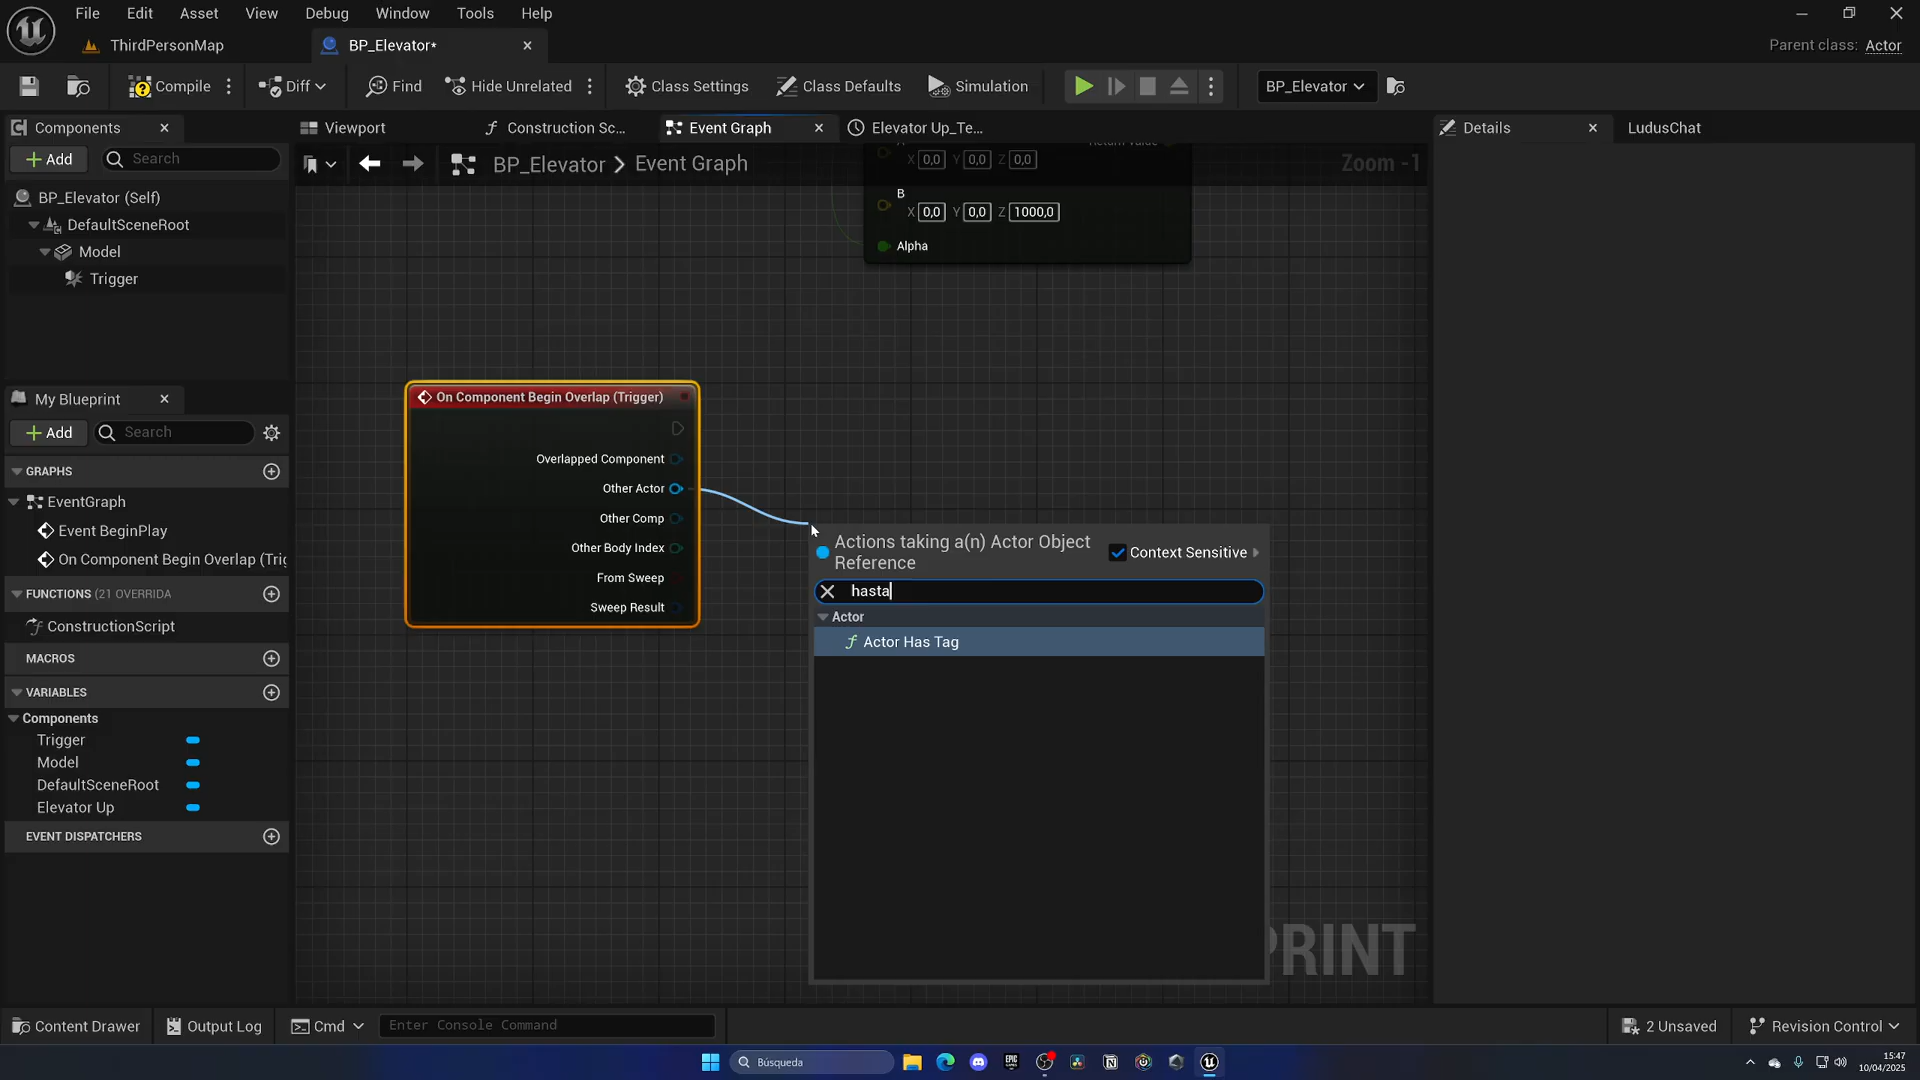 File Edit Asset View Debug Window Tools Help
ThirdPersonMap
BP_Elevator*
Parent class: Actor
Compile
Diff
Find
Hide Unrelated
Class Settings
Class Defaults
Simulation
BP_Elevator
Components
Add
Search
BP_Elevator (Self)
DefaultSceneRoot
Model
Trigger
Viewport
Construction Sc...
Event Graph
Elevator Up_Te...
BP_Elevator > Event Graph
Zoom -1
X 0,0 Y 0,0 Z 0,0
B
X 0,0 Y 0,0 Z 1000,0
Alpha
On Component Begin Overlap (Trigger)
Overlapped Component
Other Actor
Other Comp
Other Body Index
From Sweep
Sweep Result
Actions taking a(n) Actor Object
Reference
Context Sensitive
hasta
Actor
Actor Has Tag
PRINT
Details
LudusChat
My Blueprint
Add
Search
GRAPHS
EventGraph
Event BeginPlay
On Component Begin Overlap (Trig
FUNCTIONS (21 OVERRIDA
ConstructionScript
MACROS
VARIABLES
Components
Trigger
Model
DefaultSceneRoot
Elevator Up
EVENT DISPATCHERS
Content Drawer
Output Log
Cmd
Enter Console Command
2 Unsaved
Revision Control
Búsqueda
15:47
10/04/2025